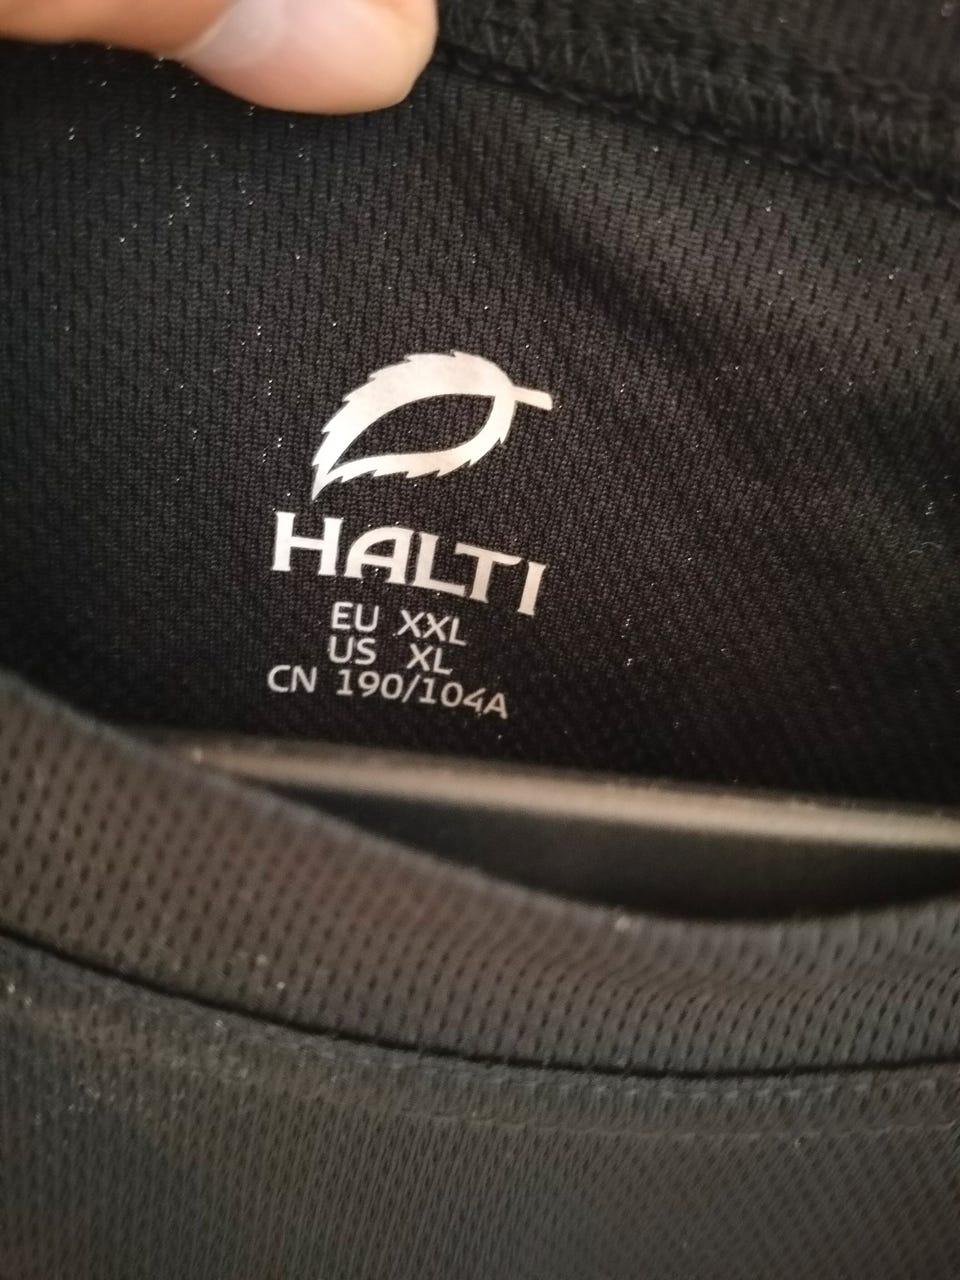 HALTI
EU XXL
US XL
CN 190/104A